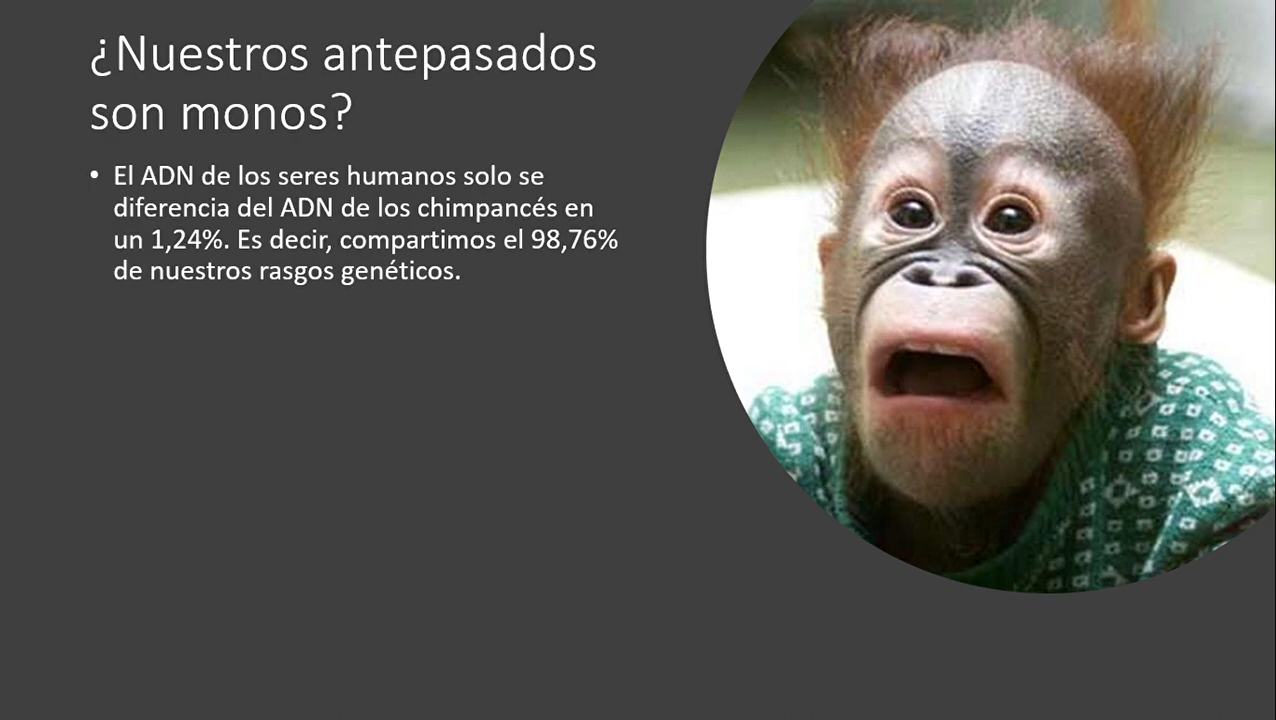 ¿Nuestros antepasados
son monos?
• El ADN de los seres humanos solo se
diferencia del ADN de los chimpancés en
un 1,24%. Es decir, compartimos el 98,76%
de nuestros rasgos genéticos.